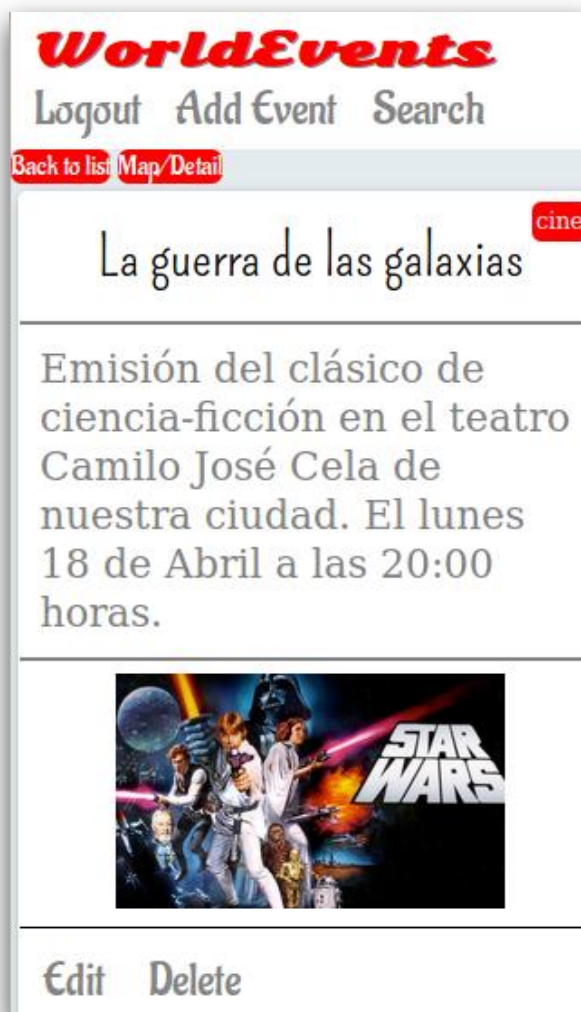 WorldEvents
Logout Add Event Search
Back to list Map/Detail
cine
La guerra de las galaxias
Emisión del clásico de
ciencia-ficción en el teatro
Camilo José Cela de
nuestra ciudad. El lunes
18 de Abril a las 20:00
horas.
STAR
WARS
Edit Delete